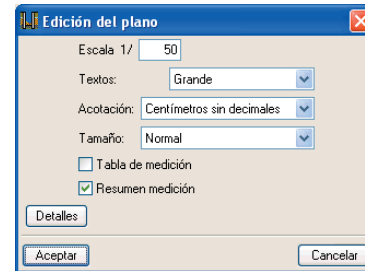 Edición del plano
Escala 1/ 50
Textos: Grande
Acotación: Centímetros sin decimales
Tamaño: Normal
Tabla de medición
Resumen medición
Detalles
Aceptar Cancelar